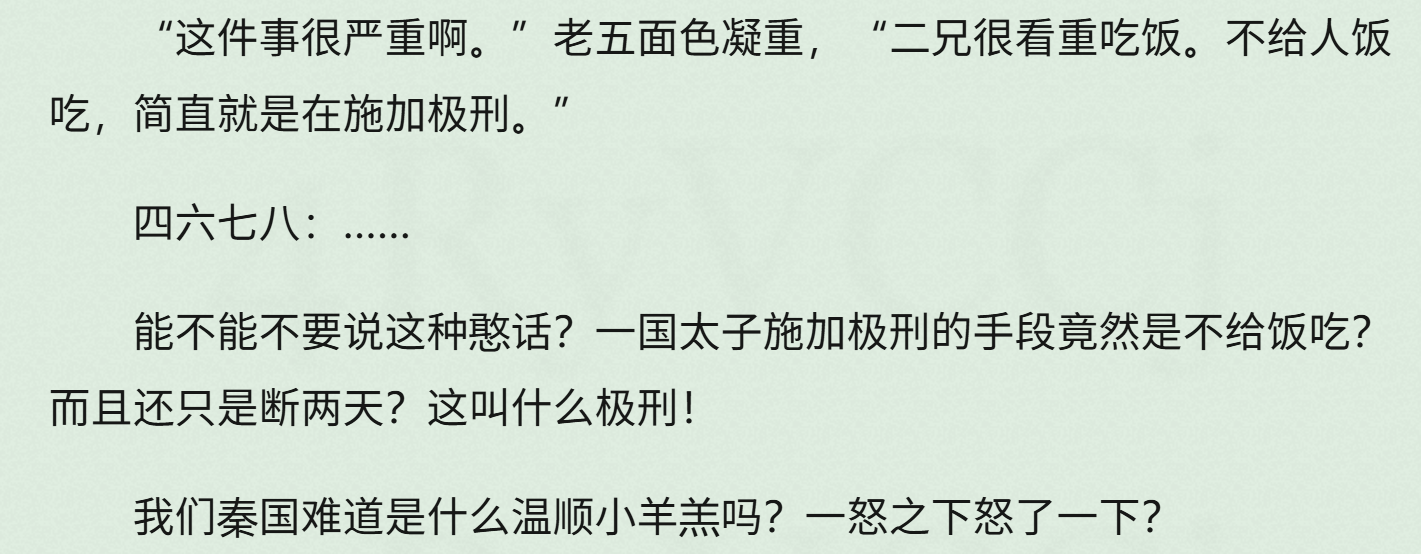 “这件事很严重啊。”老五面色凝重，“二兄很看重吃饭。不给人饭
吃，简直就是在施加极刑。”
四六七八：……
能不能不要说这种憨话？一国太子施加极刑的手段竟然是不给饭吃？
而且还只是断两天？这叫什么极刑！
我们秦国难道是什么温顺小羊羔吗？一怒之下怒了一下？